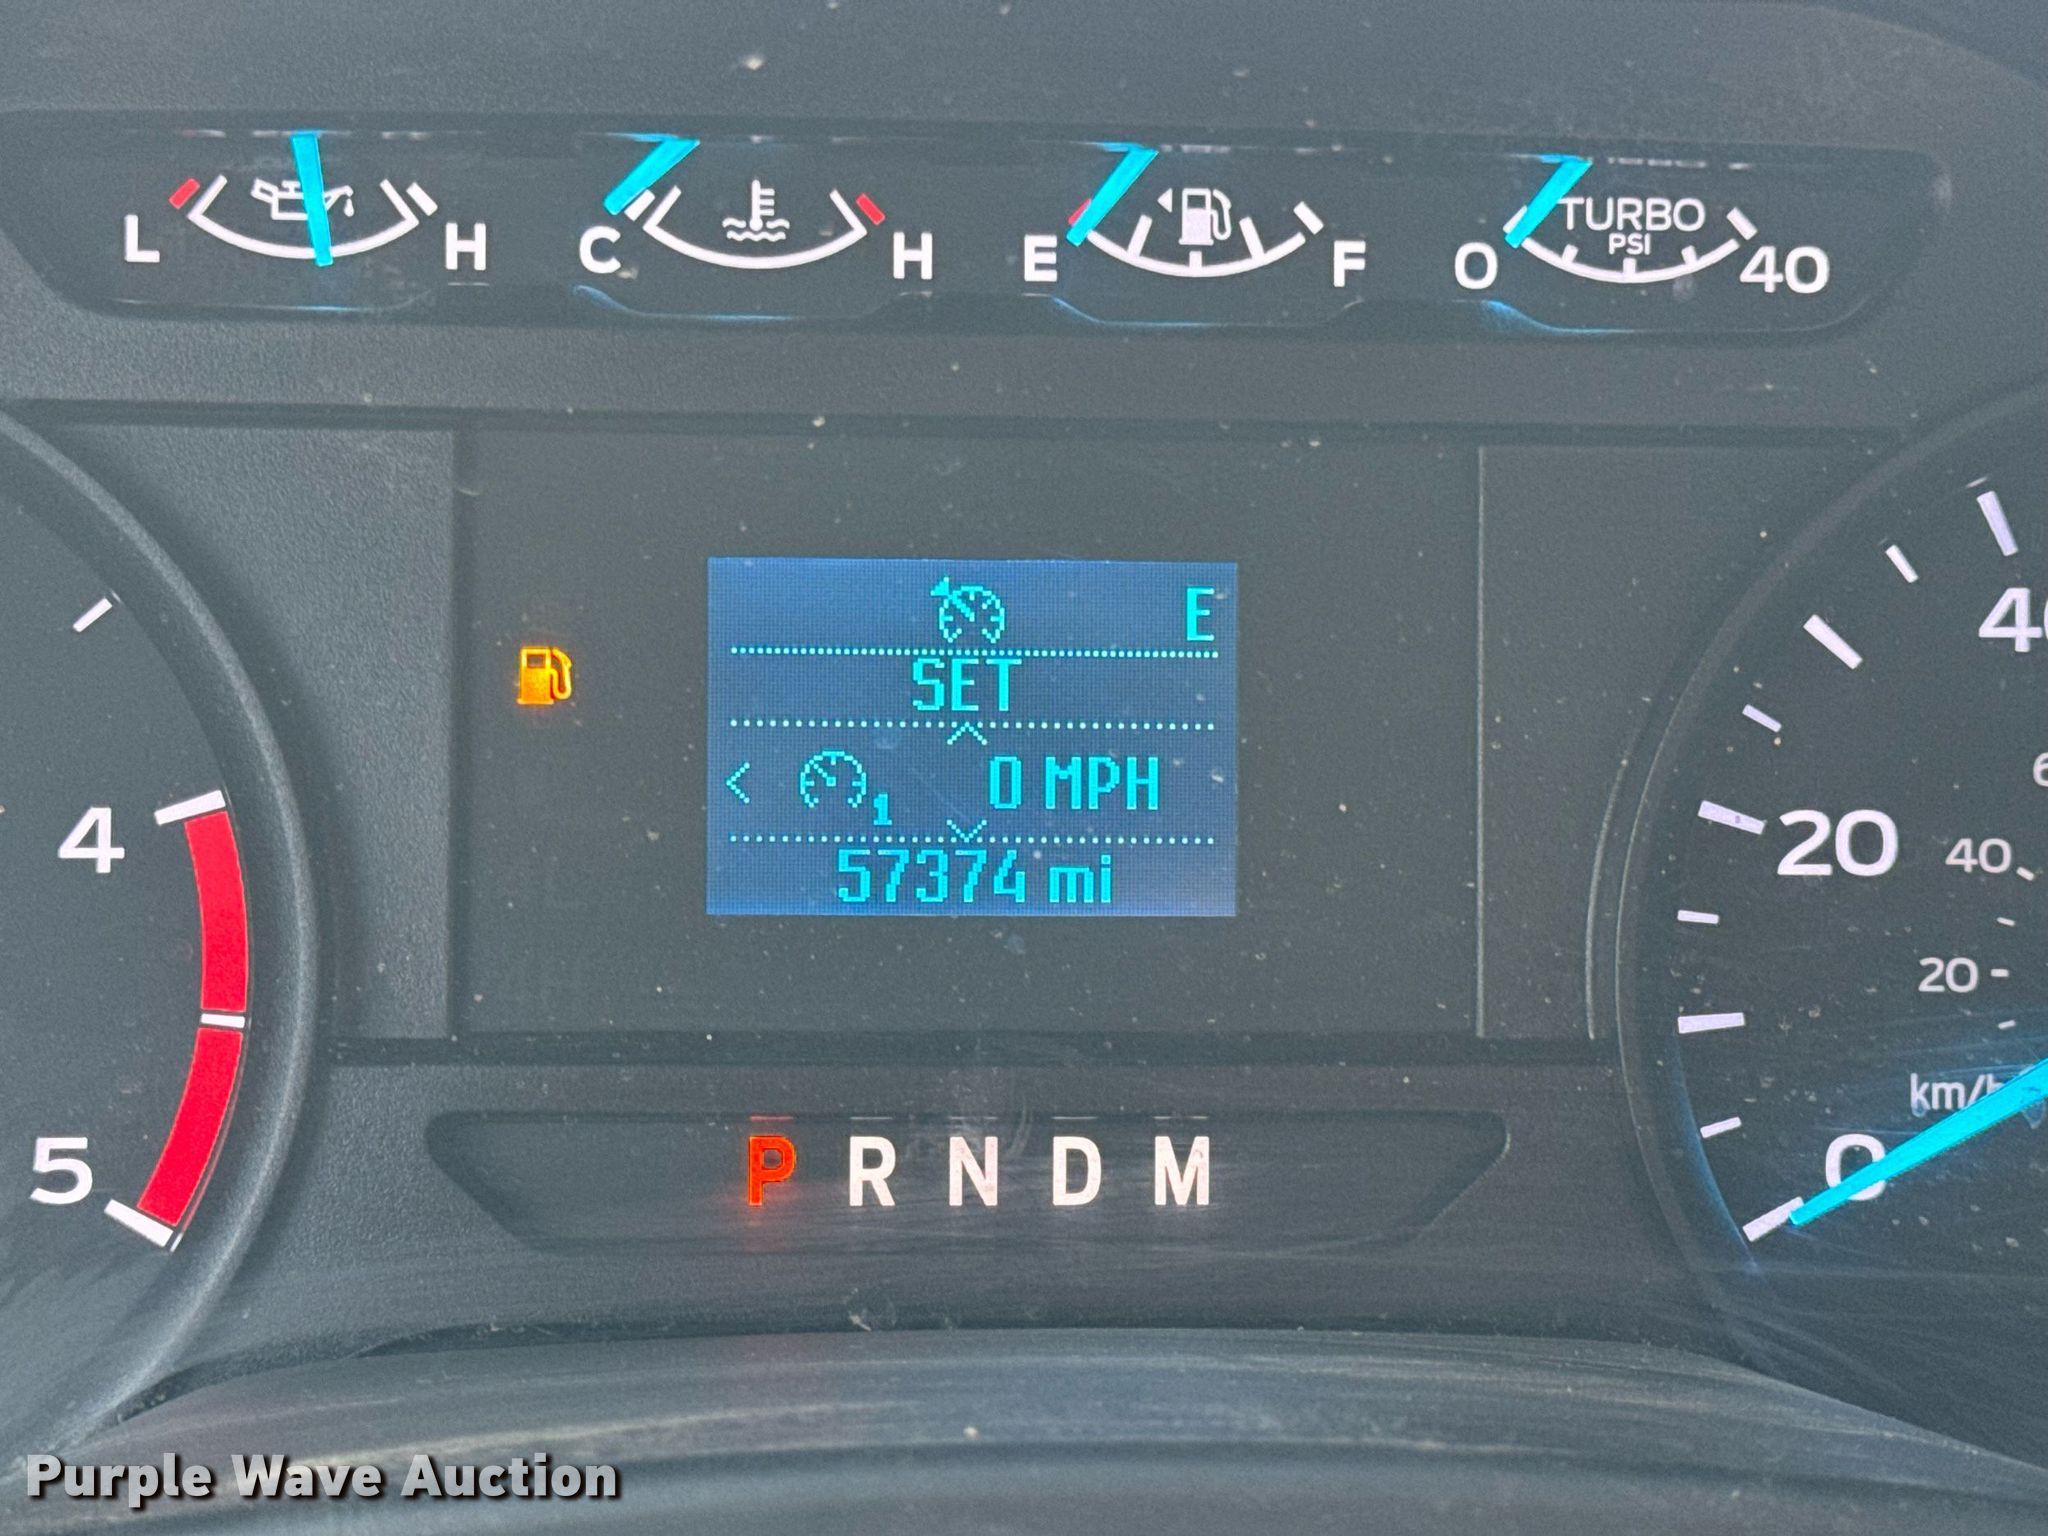 L H C H E F 0 TURBO PSI 40
E
SET
1 0 MPH
57374 mi
4
5
40
20
40
20
km/h
0
P R N D M
Purple Wave Auction